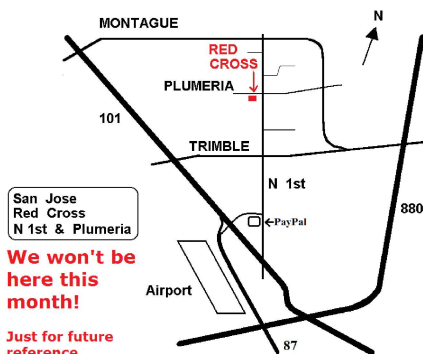 MONTAGUE
N
RED
CROSS
PLUMERIA
101
TRIMBLE
N 1st
880
San Jose
Red Cross
N 1st & Plumeria
PayPal
We won't be
here this
month!
Airport
Just for future
reference
87